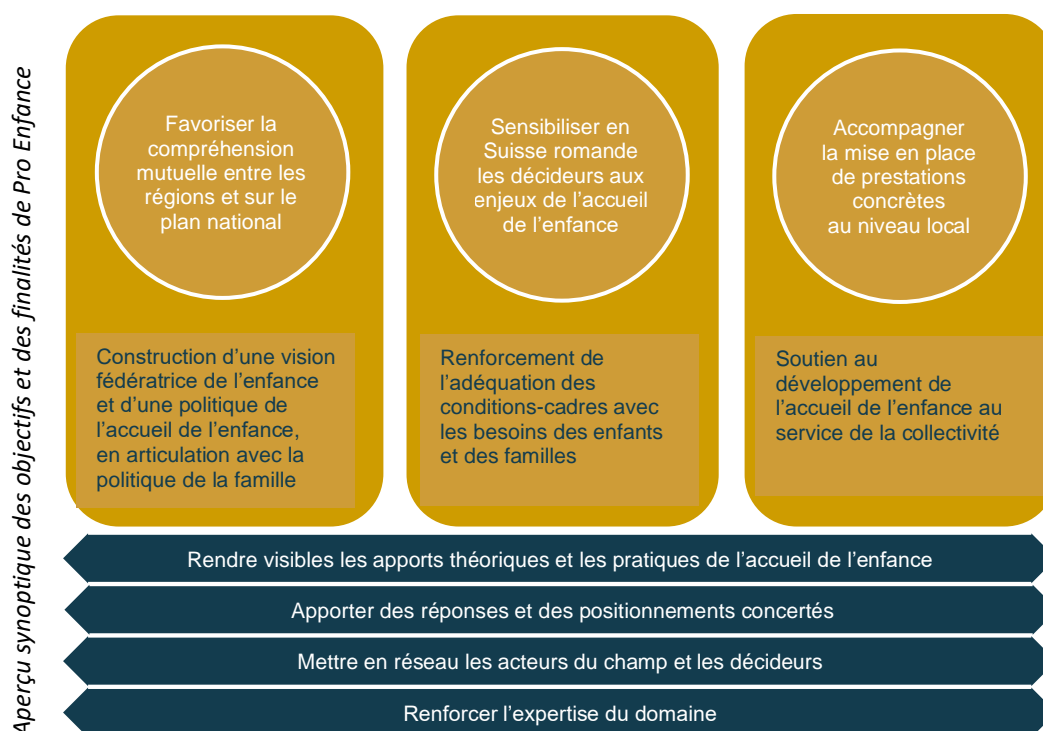 Aperçu synoptique des objectifs et des finalités de Pro Enfance
Favoriser la
compréhension
mutuelle entre les
régions et sur le
plan national
Construction d’une vision
fédératrice de l’enfance
et d’une politique de
l’accueil de l’enfance,
en articulation avec la
politique de la famille
Sensibiliser en
Suisse romande
les décideurs aux
enjeux de l’accueil
de l’enfance
Renforcement de
l’adéquation des
conditions-cadres avec
les besoins des enfants
et des familles
Accompagner
la mise en place
de prestations
concrètes
au niveau local
Soutien au
développement de
l’accueil de l’enfance au
service de la collectivité
Rendre visibles les apports théoriques et les pratiques de l’accueil de l’enfance
Apporter des réponses et des positionnements concertés
Mettre en réseau les acteurs du champ et les décideurs
Renforcer l’expertise du domaine